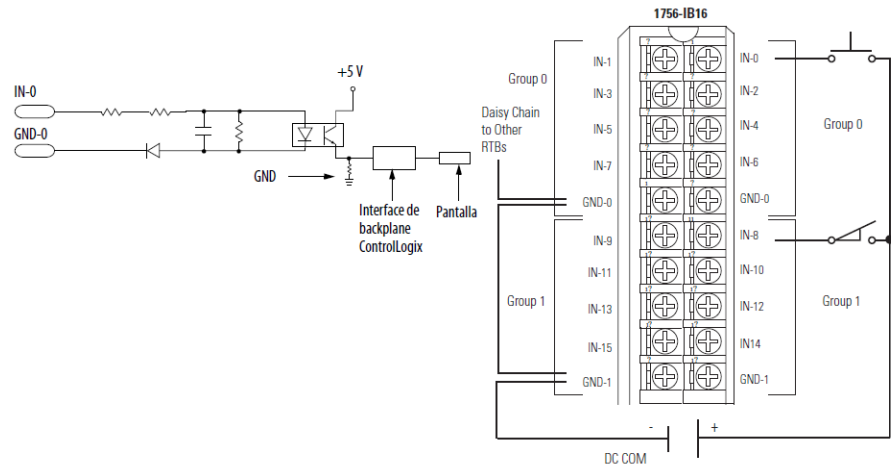 IN-0
GND-0
+5 V
GND
Interface de
backplane
ControlLogix
Pantalla
1756-IB16
Group 0
Daisy Chain
to Other
RTBs
IN-1
IN-3
IN-5
IN-7
GND-0
Group 1
IN-9
IN-11
IN-13
IN-15
GND-1
IN-0
IN-2
IN-4
IN-6
GND-0
Group 0
IN-8
IN-10
IN-12
IN14
GND-1
Group 1
- +
DC COM